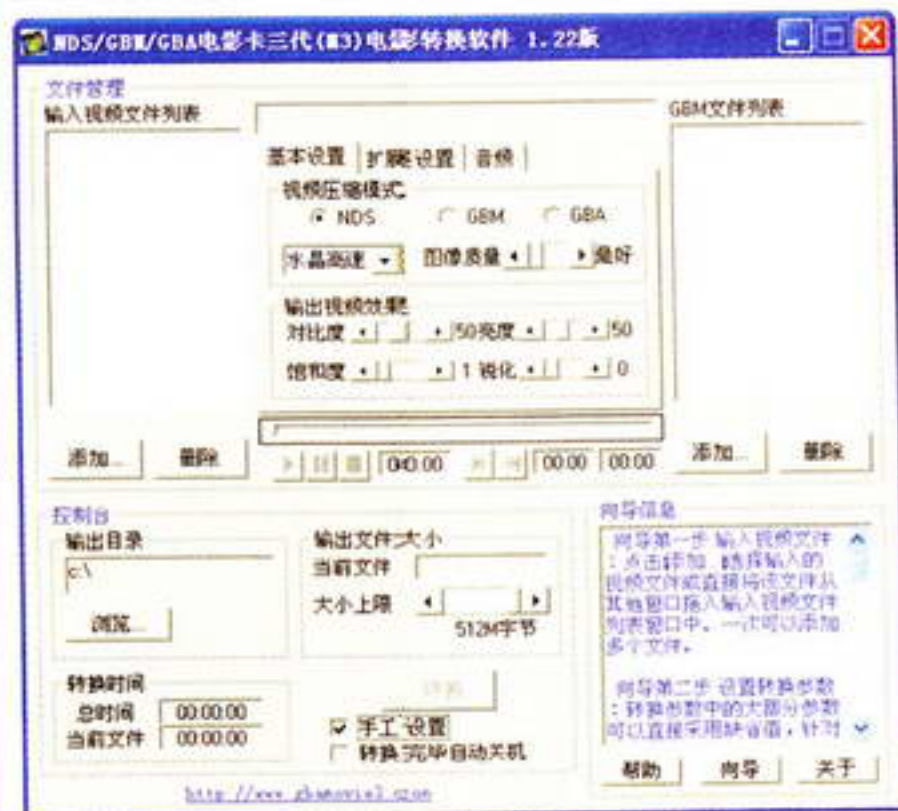 NDS/GBM/GBA电影卡三代(M3)电影转换软件 1.22版
文件管理
输入视频文件列表
GBM文件列表
基本设置 扩展设置 音频
视频压缩模式
NDS GBM GBA
水晶高速 图像质量 最好
输出视频效果
对比度 50 亮度 50
饱和度 1 锐化 0
添加... 删除
00:00 00:00 00:00
添加... 删除
控制台
输出目录
c:\
浏览...
输出文件大小
当前文件
大小上限
512M字节
转换时间
总时间 00:00:00
当前文件 00:00:00
转换
手工设置
转换完毕自动关机
向导信息
向导第一步 输入视频文件
：点击添加, 选择输入的
视频文件或直接将该文件从
其他窗口拖入输入视频文件
列表窗口中。一次可以添加
多个文件。
向导第二步 设置转换参数
：转换参数中的大部分参数
可以直接采用缺省值，针对
帮助 向导 关于